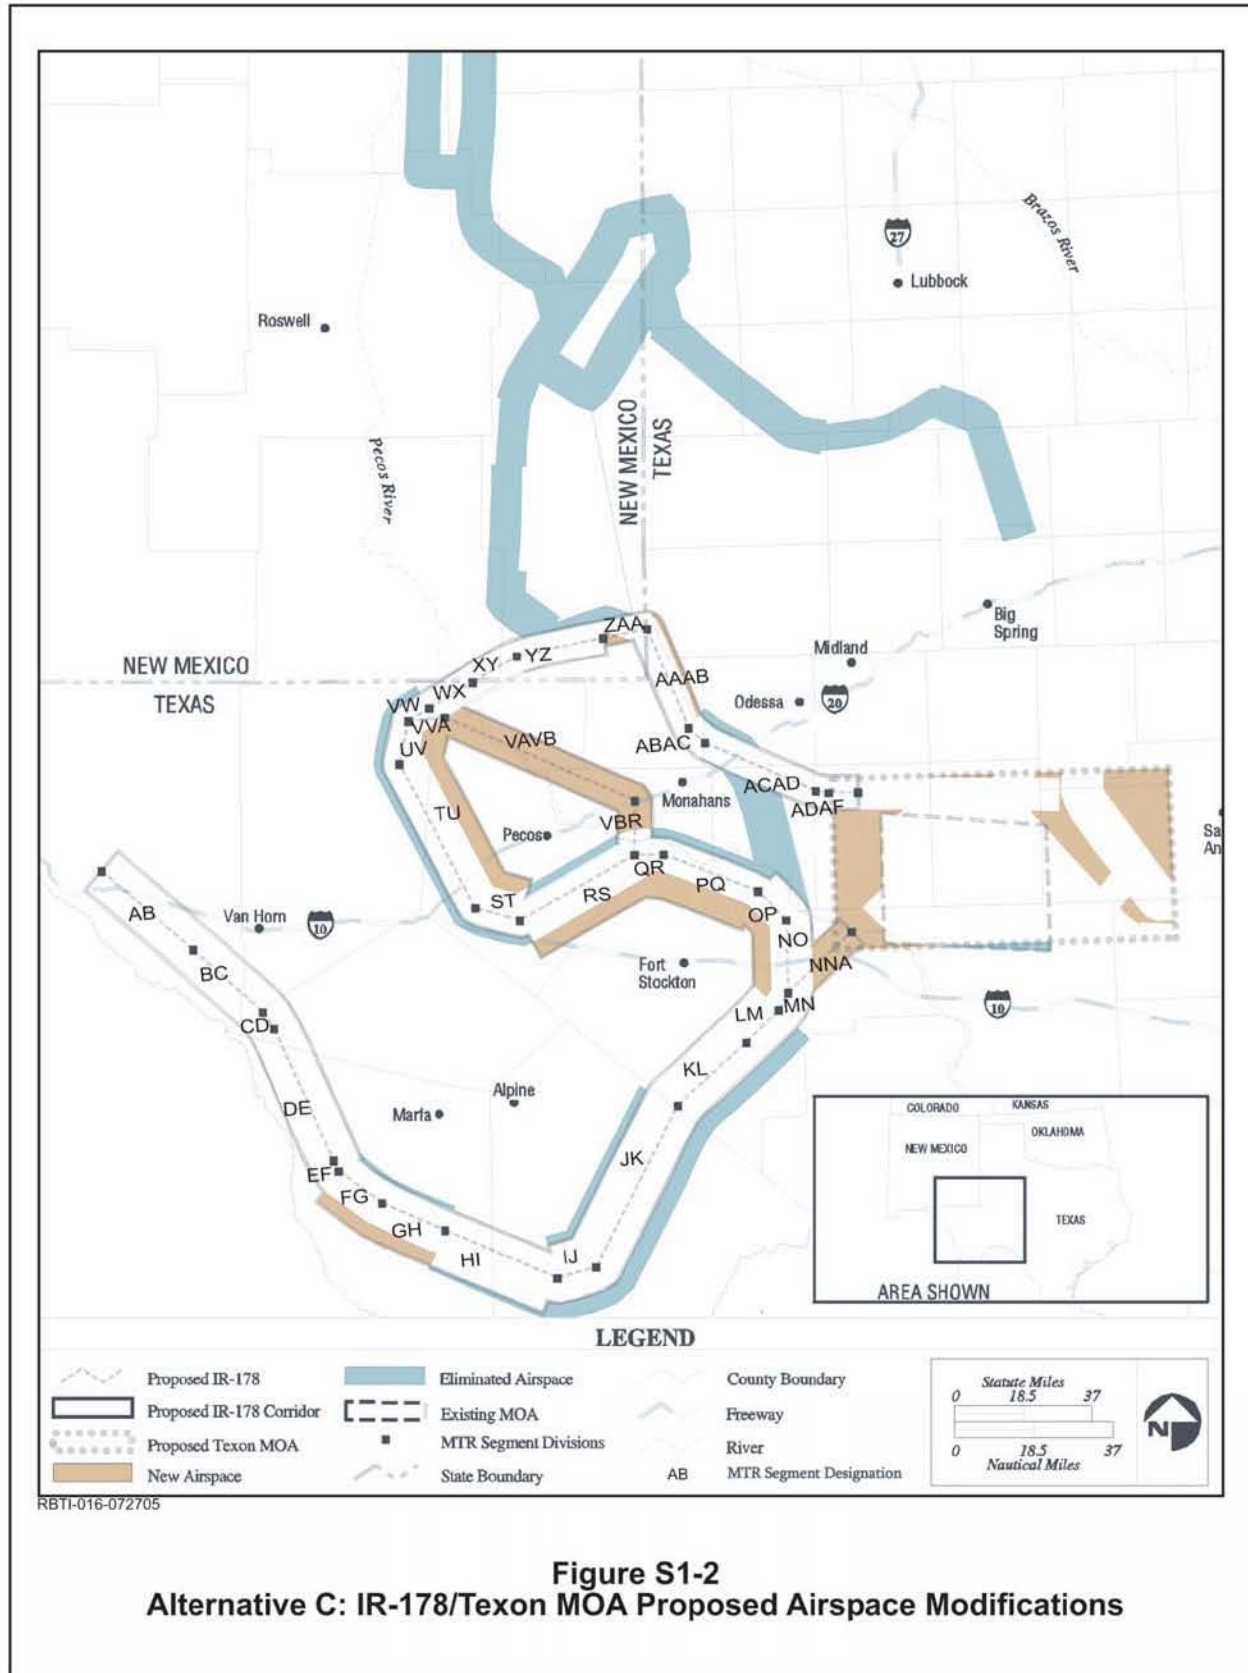 Brazos River
27
Lubbock
Roswell
Pecos River
NEW MEXICO
TEXAS
Big
Spring
ZAA
Midland
XY
YZ
NEW MEXICO
TEXAS
AAAB
WX
Odessa
20
VW
VVA
VAVB
ABAC
UV
ACAD
Monahans
ADAF
TU
VBR
Pecos
Sa
An
QR
RS
PQ
ST
AB
Van Horn
10
OP
NO
BC
Fort
Stockton
NNA
CD
LM
MN
10
KL
Alpine
DE
Marfa
COLORADO
KANSAS
OKLAHOMA
NEW MEXICO
JK
EF
FG
GH
HI
IJ
TEXAS
AREA SHOWN
LEGEND
Proposed IR-178
Eliminated Airspace
County Boundary
Proposed IR-178 Corridor
Existing MOA
Freeway
Proposed Texon MOA
MTR Segment Divisions
River
New Airspace
State Boundary
AB
MTR Segment Designation
Statute Miles
0 18.5 37
0 18.5 37
Nautical Miles
N
RBTI-016-072705
Figure S1-2
Alternative C: IR-178/Texon MOA Proposed Airspace Modifications